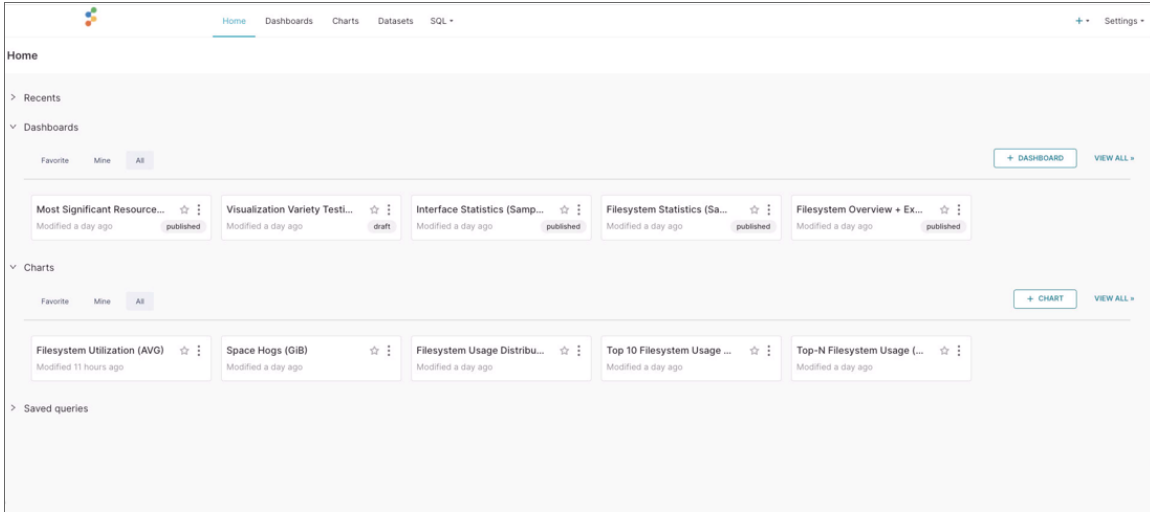 Home Dashboards Charts Datasets SQL
+ Settings
Home
Recents
Dashboards
Favorite Mine All
+ DASHBOARD VIEW ALL »
Most Significant Resource... Visualization Variety Testi... Interface Statistics (Samp... Filesystem Statistics (Sa... Filesystem Overview + Ex...
Modified a day ago published Modified a day ago draft Modified a day ago published Modified a day ago published Modified a day ago published
Charts
Favorite Mine All
+ CHART VIEW ALL »
Filesystem Utilization (AVG) Space Hogs (GiB) Filesystem Usage Distribu... Top 10 Filesystem Usage ... Top-N Filesystem Usage (...
Modified 11 hours ago Modified a day ago Modified a day ago Modified a day ago Modified a day ago
Saved queries